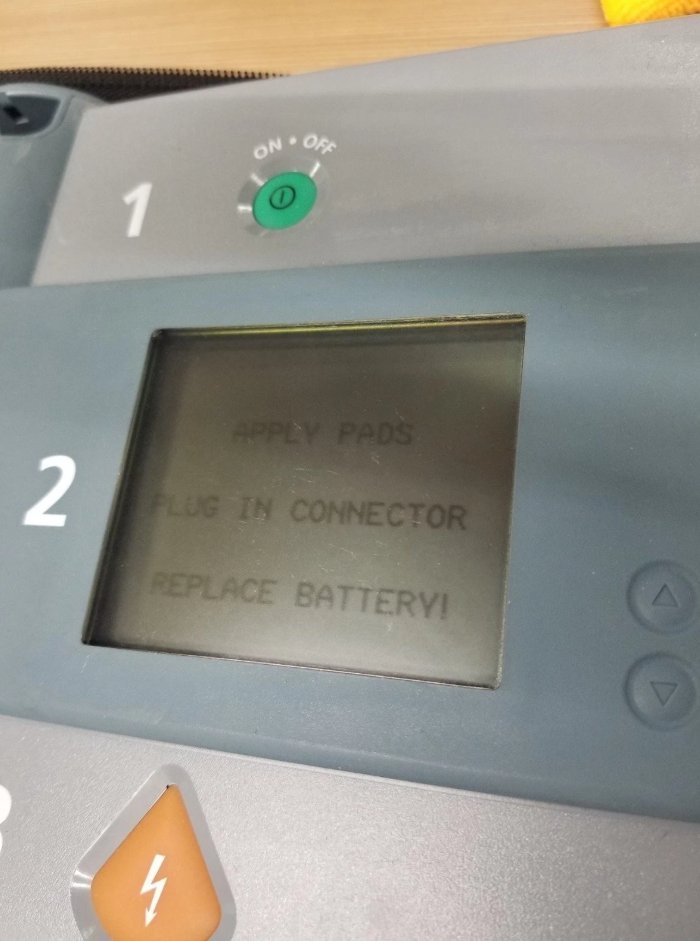 ON • OFF
1
2
APPLY PADS
PLUG IN CONNECTOR
REPLACE BATTERY!